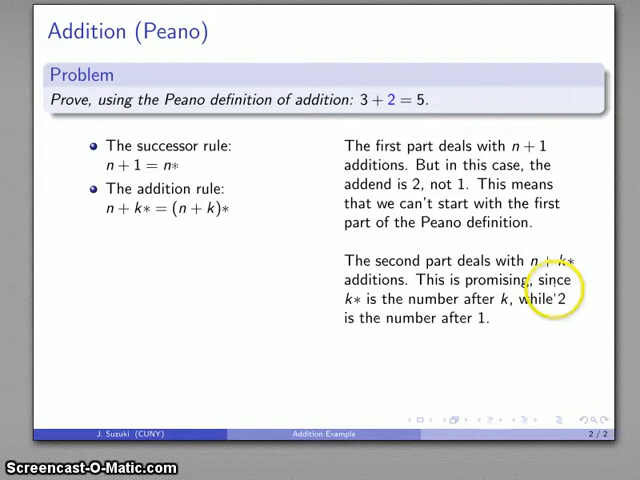 Addition (Peano)
Problem
Prove, using the Peano definition of addition: 3 + 2 = 5.
The successor rule:
n + 1 = n∗
The addition rule:
n + k∗ = (n + k)∗
The first part deals with n + 1
additions. But in this case, the
addend is 2, not 1. This means
that we can't start with the first
part of the Peano definition.
The second part deals with n + k∗
additions. This is promising, since
k∗ is the number after k, while 2
is the number after 1.
J. Suzuki (CUNY)
Addition Example
2 / 2
Screencast-O-Matic.com